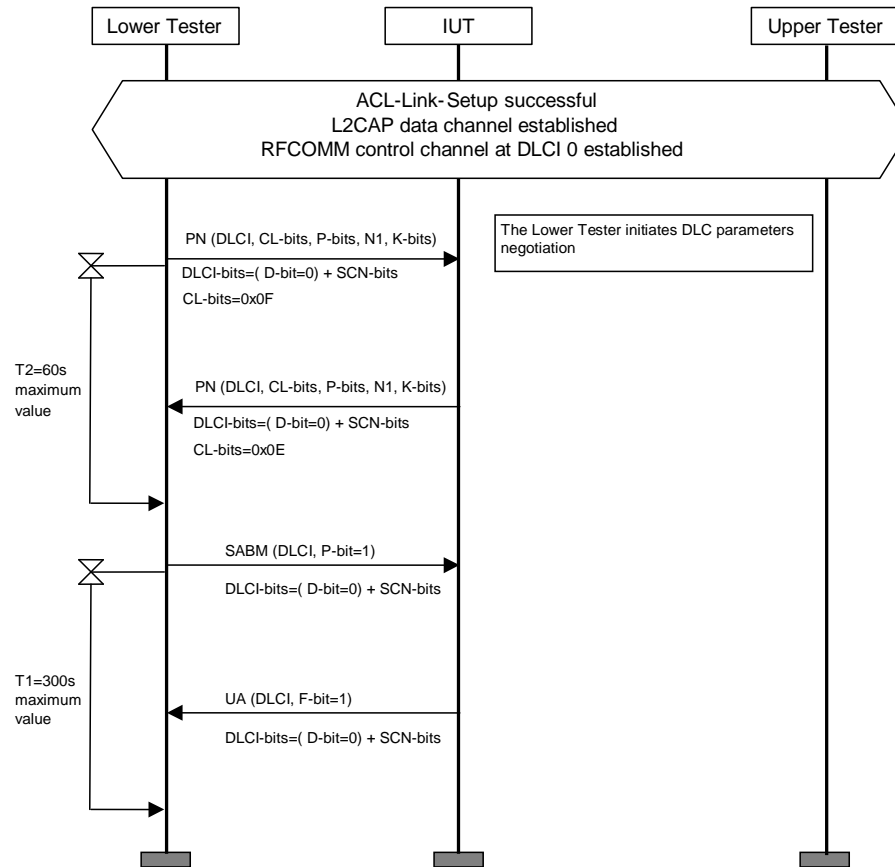 Lower Tester
IUT
Upper Tester
ACL-Link-Setup successful
L2CAP data channel established
RFCOMM control channel at DLCI 0 established
The Lower Tester initiates DLC parameters
negotiation
PN (DLCI, CL-bits, P-bits, N1, K-bits)
DLCI-bits=( D-bit=0) + SCN-bits
CL-bits=0x0F
T2=60s
maximum
value
PN (DLCI, CL-bits, P-bits, N1, K-bits)
DLCI-bits=( D-bit=0) + SCN-bits
CL-bits=0x0E
SABM (DLCI, P-bit=1)
DLCI-bits=( D-bit=0) + SCN-bits
T1=300s
maximum
value
UA (DLCI, F-bit=1)
DLCI-bits=( D-bit=0) + SCN-bits